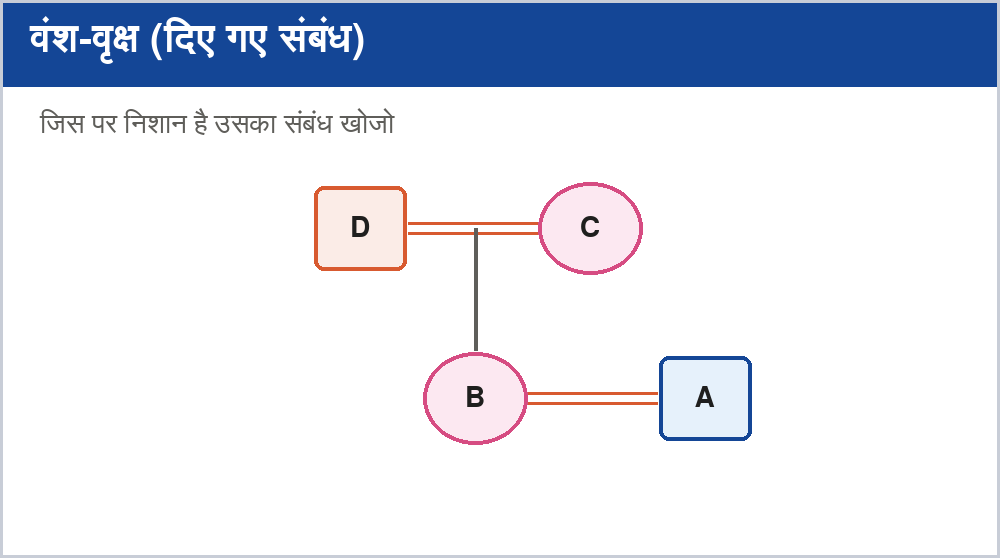 वंश-वृक्ष (दिए गए संबंध)
जिस पर निशान है उसका संबंध खोजो
D C
B A